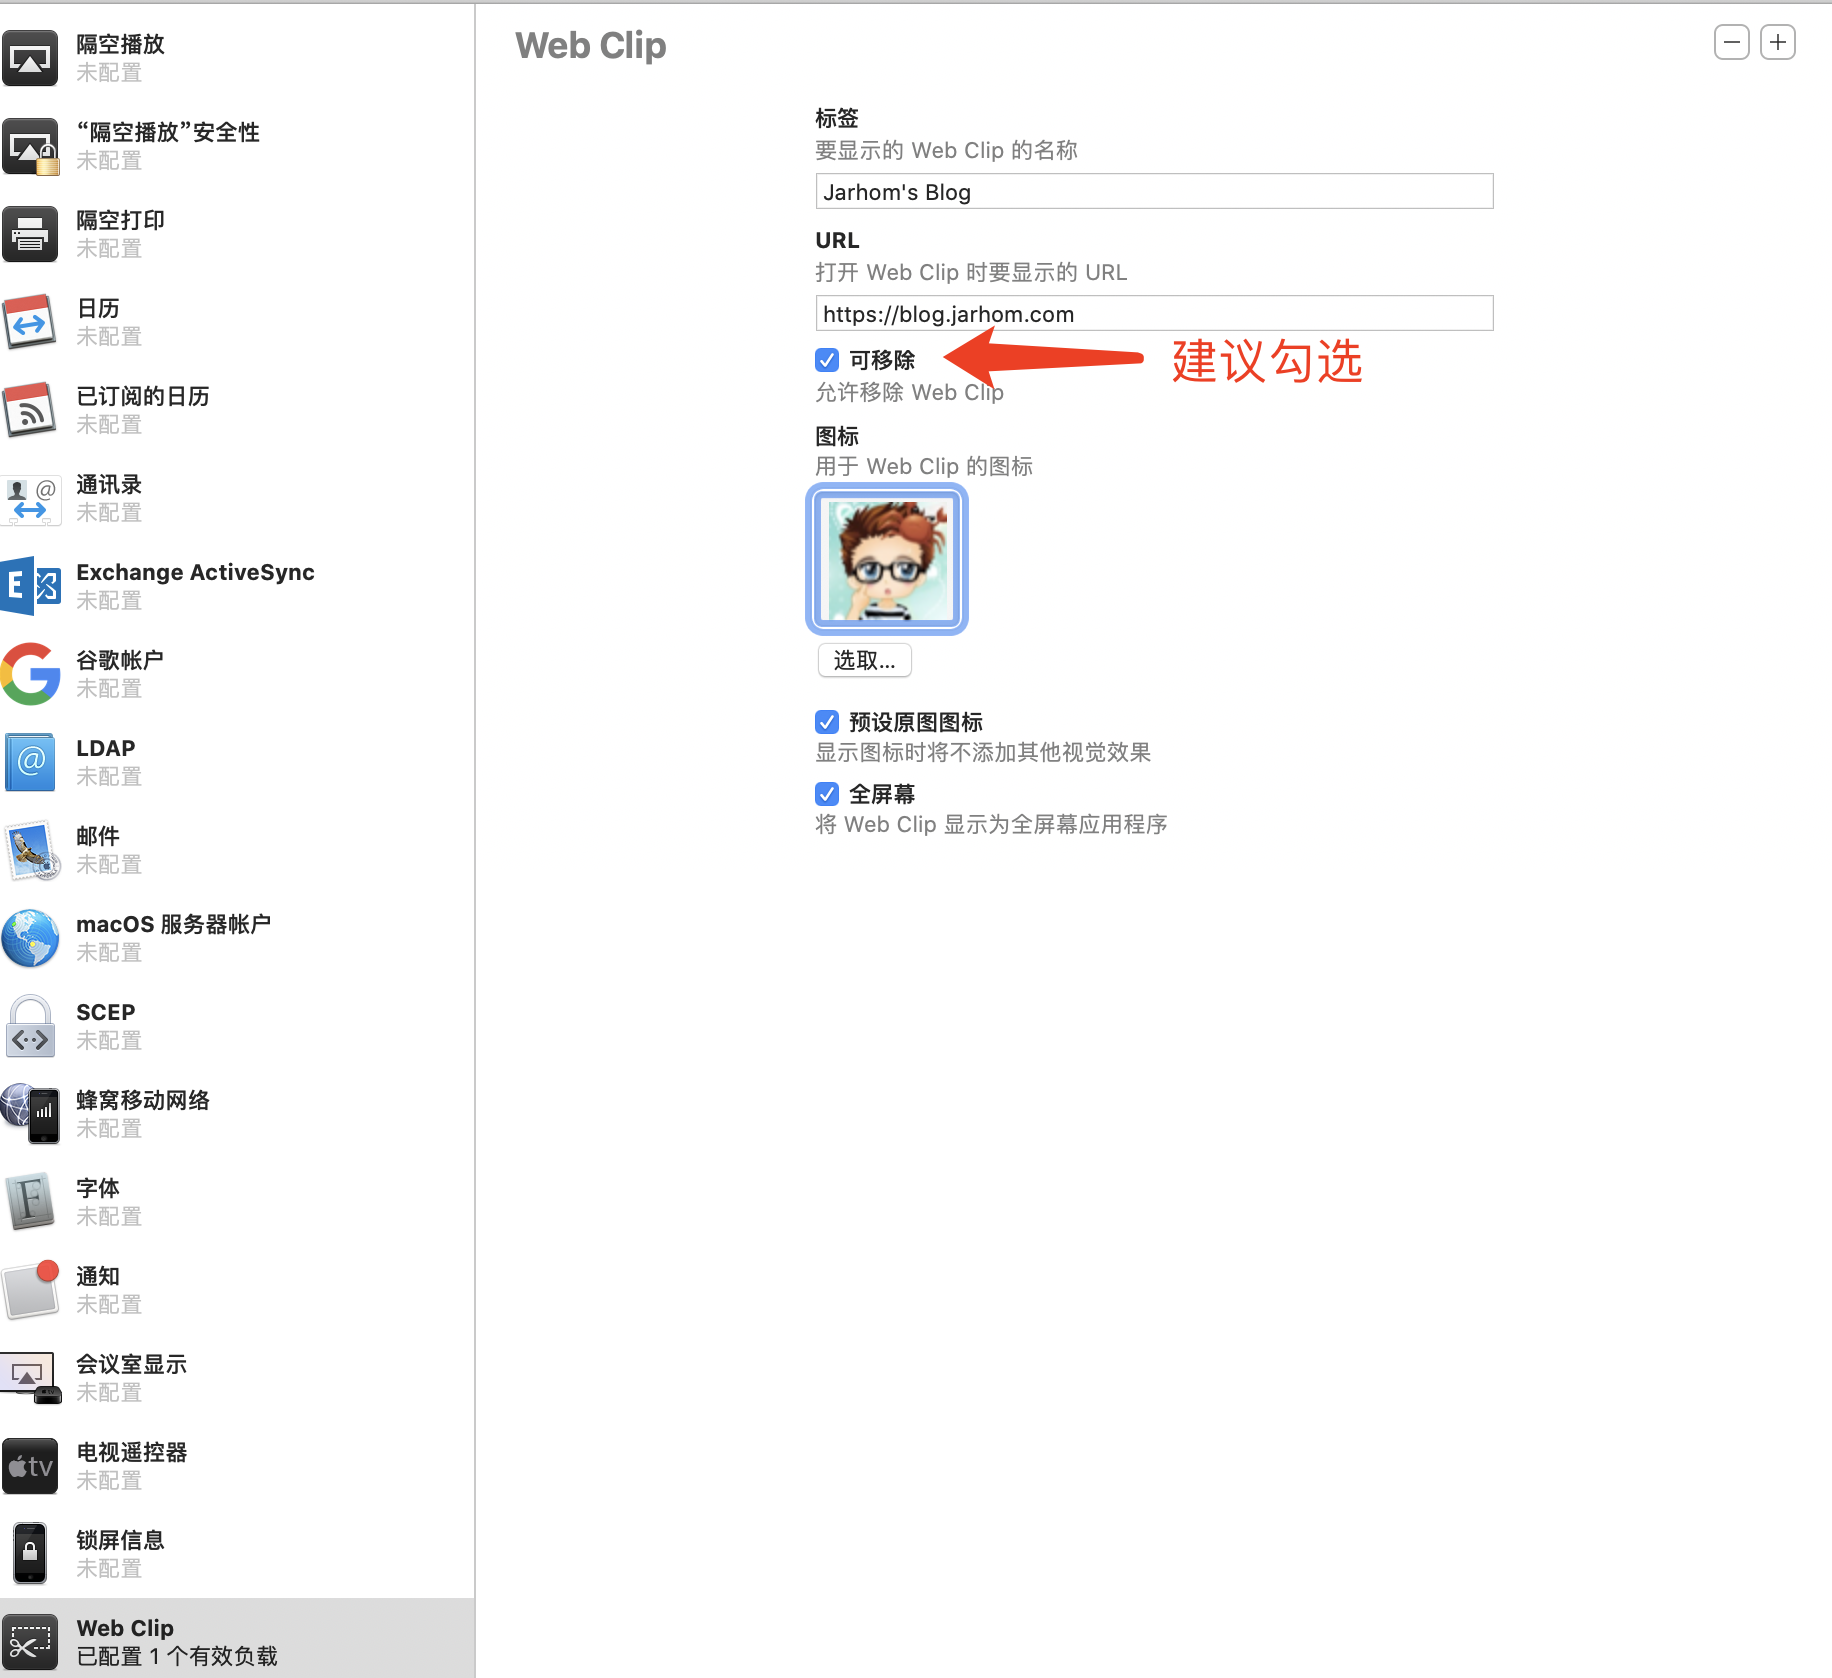 隔空播放
未配置
“隔空播放”安全性
未配置
隔空打印
未配置
日历
未配置
已订阅的日历
未配置
@
通讯录
未配置
E
Exchange ActiveSync
未配置
谷歌帐户
未配置
@
LDAP
未配置
邮件
未配置
macOS 服务器帐户
未配置
SCEP
未配置
蜂窝移动网络
未配置
F
字体
未配置
通知
未配置
会议室显示
未配置
tv
电视遥控器
未配置
锁屏信息
未配置
Web Clip
已配置 1 个有效负载
Web Clip
标签
要显示的 Web Clip 的名称
Jarhom's Blog
URL
打开 Web Clip 时要显示的 URL
https://blog.jarhom.com
可移除
建议勾选
允许移除 Web Clip
图标
用于 Web Clip 的图标
选取...
预设原图图标
显示图标时将不添加其他视觉效果
全屏幕
将 Web Clip 显示为全屏幕应用程序